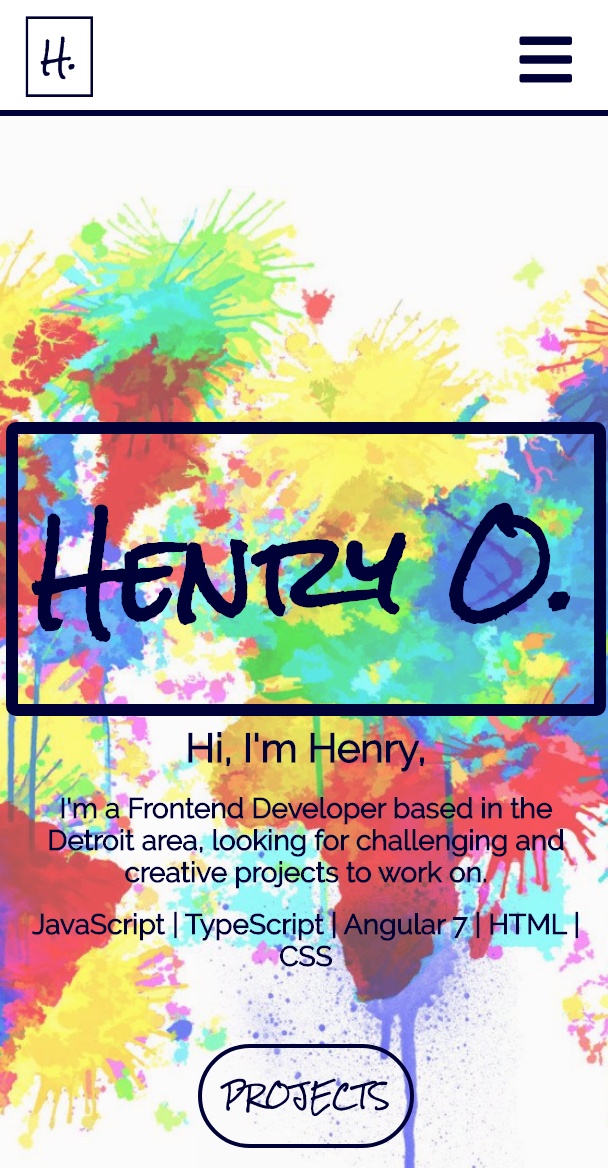 H.
Henry O.
Hi, I'm Henry,
I'm a Frontend Developer based in the
Detroit area, looking for challenging and
creative projects to work on.
JavaScript | TypeScript | Angular 7 | HTML |
CSS
PROJECTS